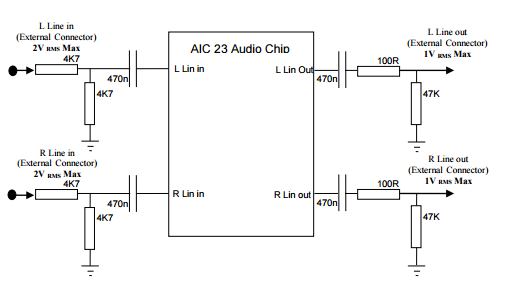 L Line in
(External Connector)
2V RMS Max
4K7
470n
4K7
AIC 23 Audio Chip
L Lin in
L Lin Out
470n
L Line out
(External Connector)
1V RMS Max
100R
47K
R Line in
(External Connector)
2V RMS Max
4K7
470n
4K7
R Lin in
R Lin out
470n
R Line out
(External Connector)
1V RMS Max
100R
47K